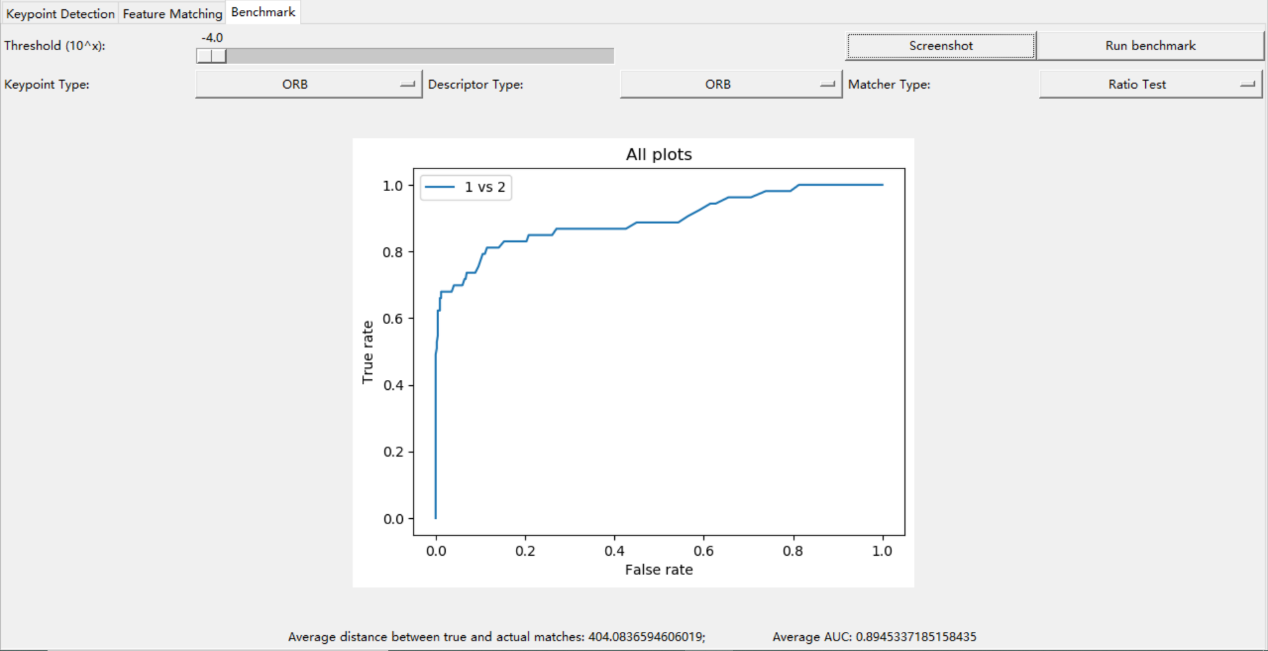 Keypoint Detection Feature Matching Benchmark
-4.0
Threshold (10^x): Screenshot Run benchmark
Keypoint Type: ORB Descriptor Type: ORB Matcher Type: Ratio Test
All plots
1 vs 2
1.0
0.8
0.6
0.4
0.2
0.0
True rate
0.0 0.2 0.4 0.6 0.8 1.0
False rate
Average distance between true and actual matches: 404.0836594606019; Average AUC: 0.8945337185158435